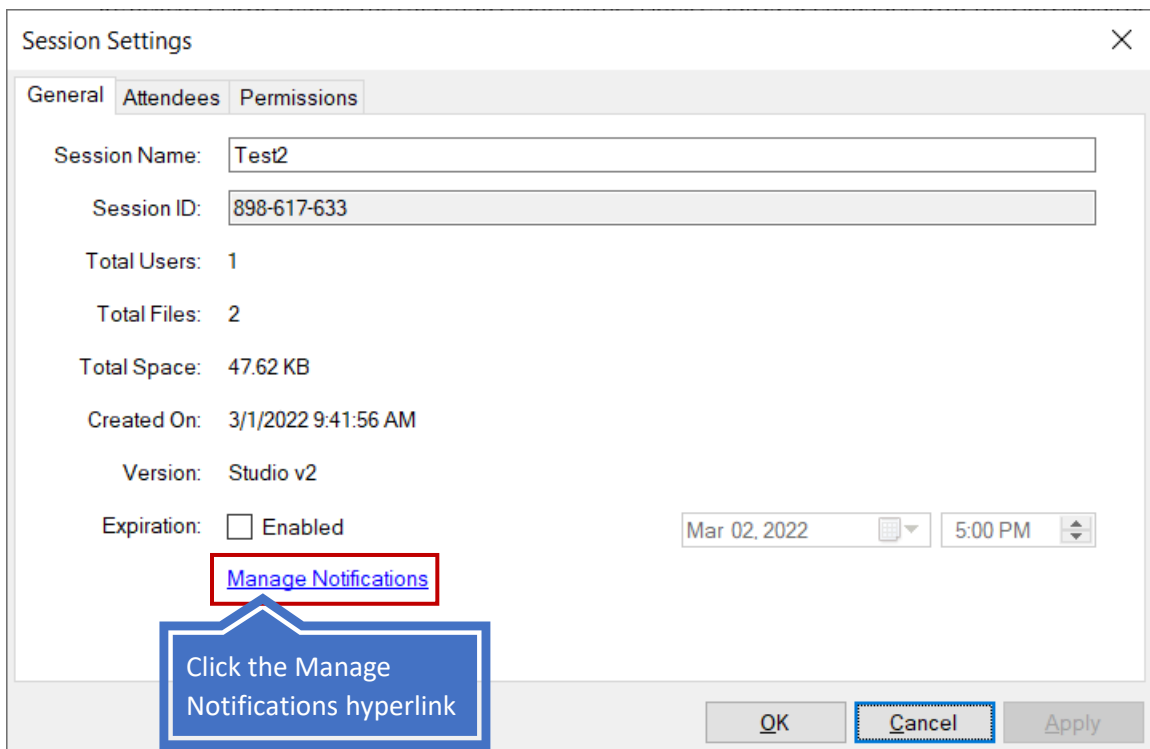 Session Settings
General Attendees Permissions
Session Name: Test2
Session ID: 898-617-633
Total Users: 1
Total Files: 2
Total Space: 47.62 KB
Created On: 3/1/2022 9:41:56 AM
Version: Studio v2
Expiration: Enabled Mar 02, 2022 5:00 PM
Manage Notifications
Click the Manage
Notifications hyperlink
OK Cancel Apply